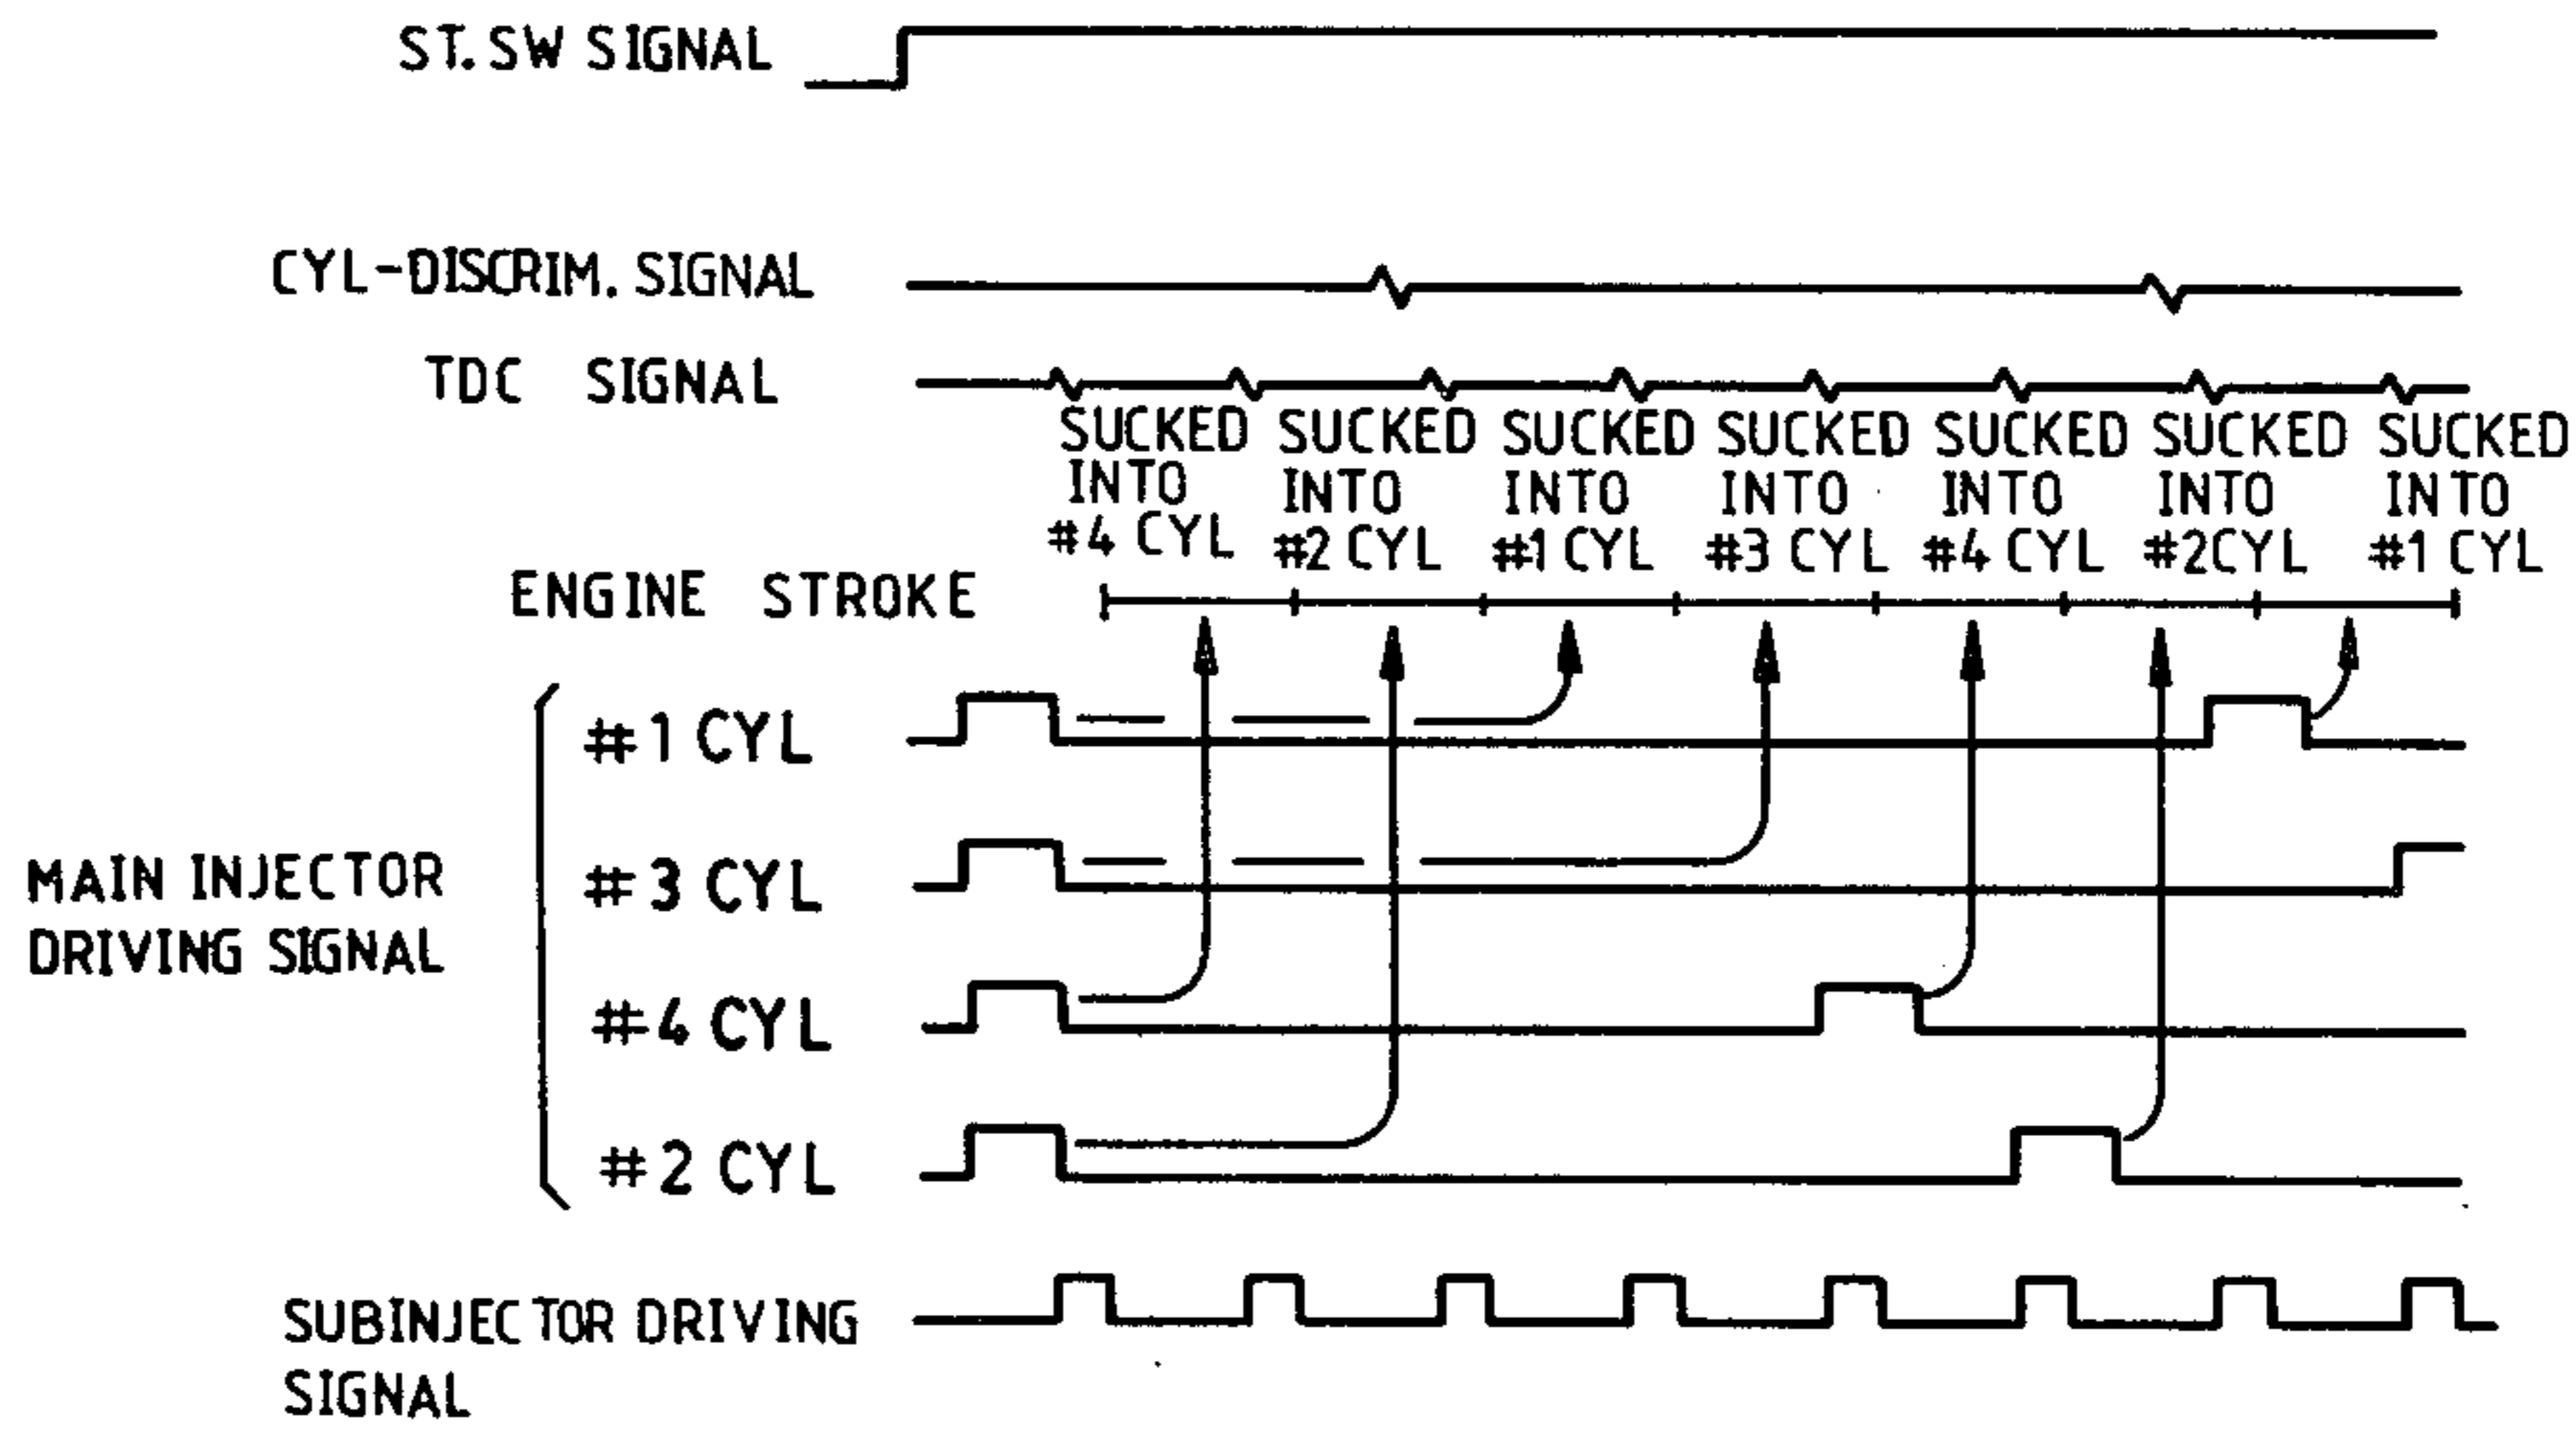 ST. SW SIGNAL
CYL-DISCRIM. SIGNAL
TDC SIGNAL
SUCKED SUCKED SUCKED SUCKED SUCKED SUCKED SUCKED
INTO INTO INTO INTO INTO INTO INTO
#4 CYL #2 CYL #1 CYL #3 CYL #4 CYL #2CYL #1 CYL
ENGINE STROKE
#1 CYL
#3 CYL
MAIN INJECTOR
DRIVING SIGNAL
#4 CYL
#2 CYL
SUBINJECTOR DRIVING
SIGNAL